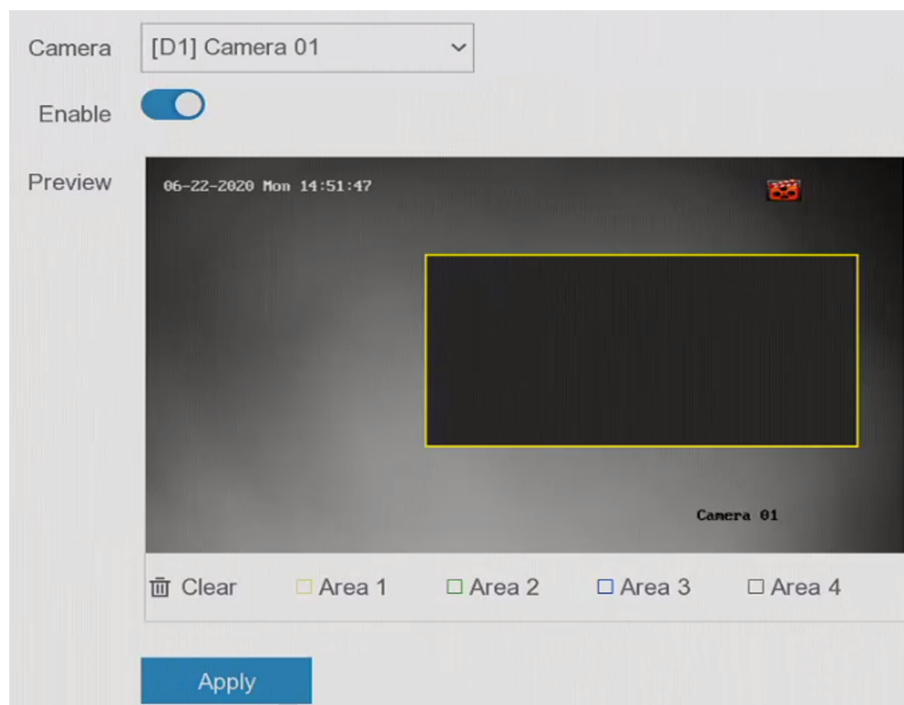 Camera [D1] Camera 01
Enable
Preview
06-22-2020 Mon 14:51:47
Camera 01
Clear Area 1 Area 2 Area 3 Area 4
Apply